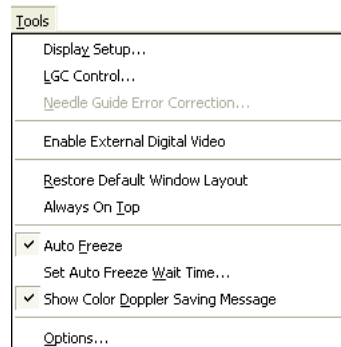 Tools
Display Setup...
LGC Control...
Needle Guide Error Correction...
Enable External Digital Video
Restore Default Window Layout
Always On Top
Auto Freeze
Set Auto Freeze Wait Time...
Show Color Doppler Saving Message
Options...